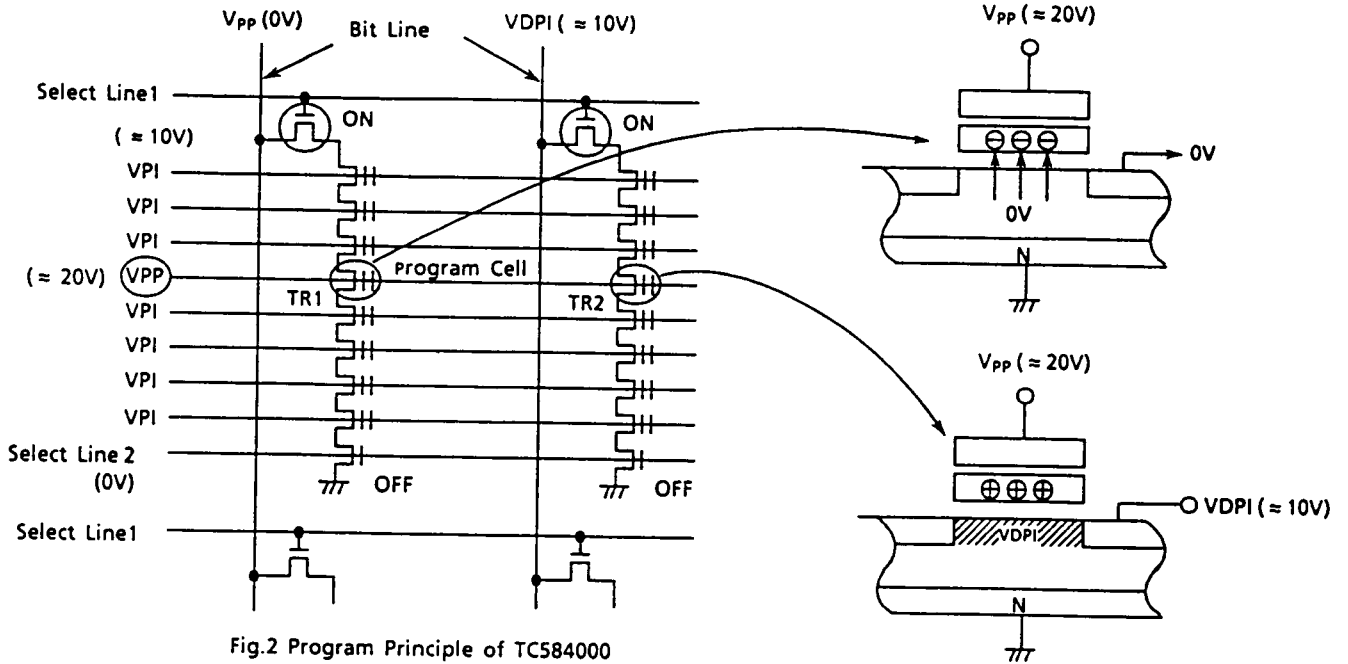 VPP (0V)
Bit Line
VDPI ( ≈ 10V)
Select Line1
ON
ON
( ≈ 10V)
VPI
VPI
VPI
( ≈ 20V) VPP
Program Cell
TR1
TR2
VPI
VPI
VPI
VPI
Select Line 2
(0V)
OFF
OFF
Select Line1
VPP ( ≈ 20V)
⊖ ⊖ ⊖
0V
0V
N
VPP ( ≈ 20V)
⊕ ⊕ ⊕
VDPI ( ≈ 10V)
VDPI
N
Fig.2 Program Principle of TC584000